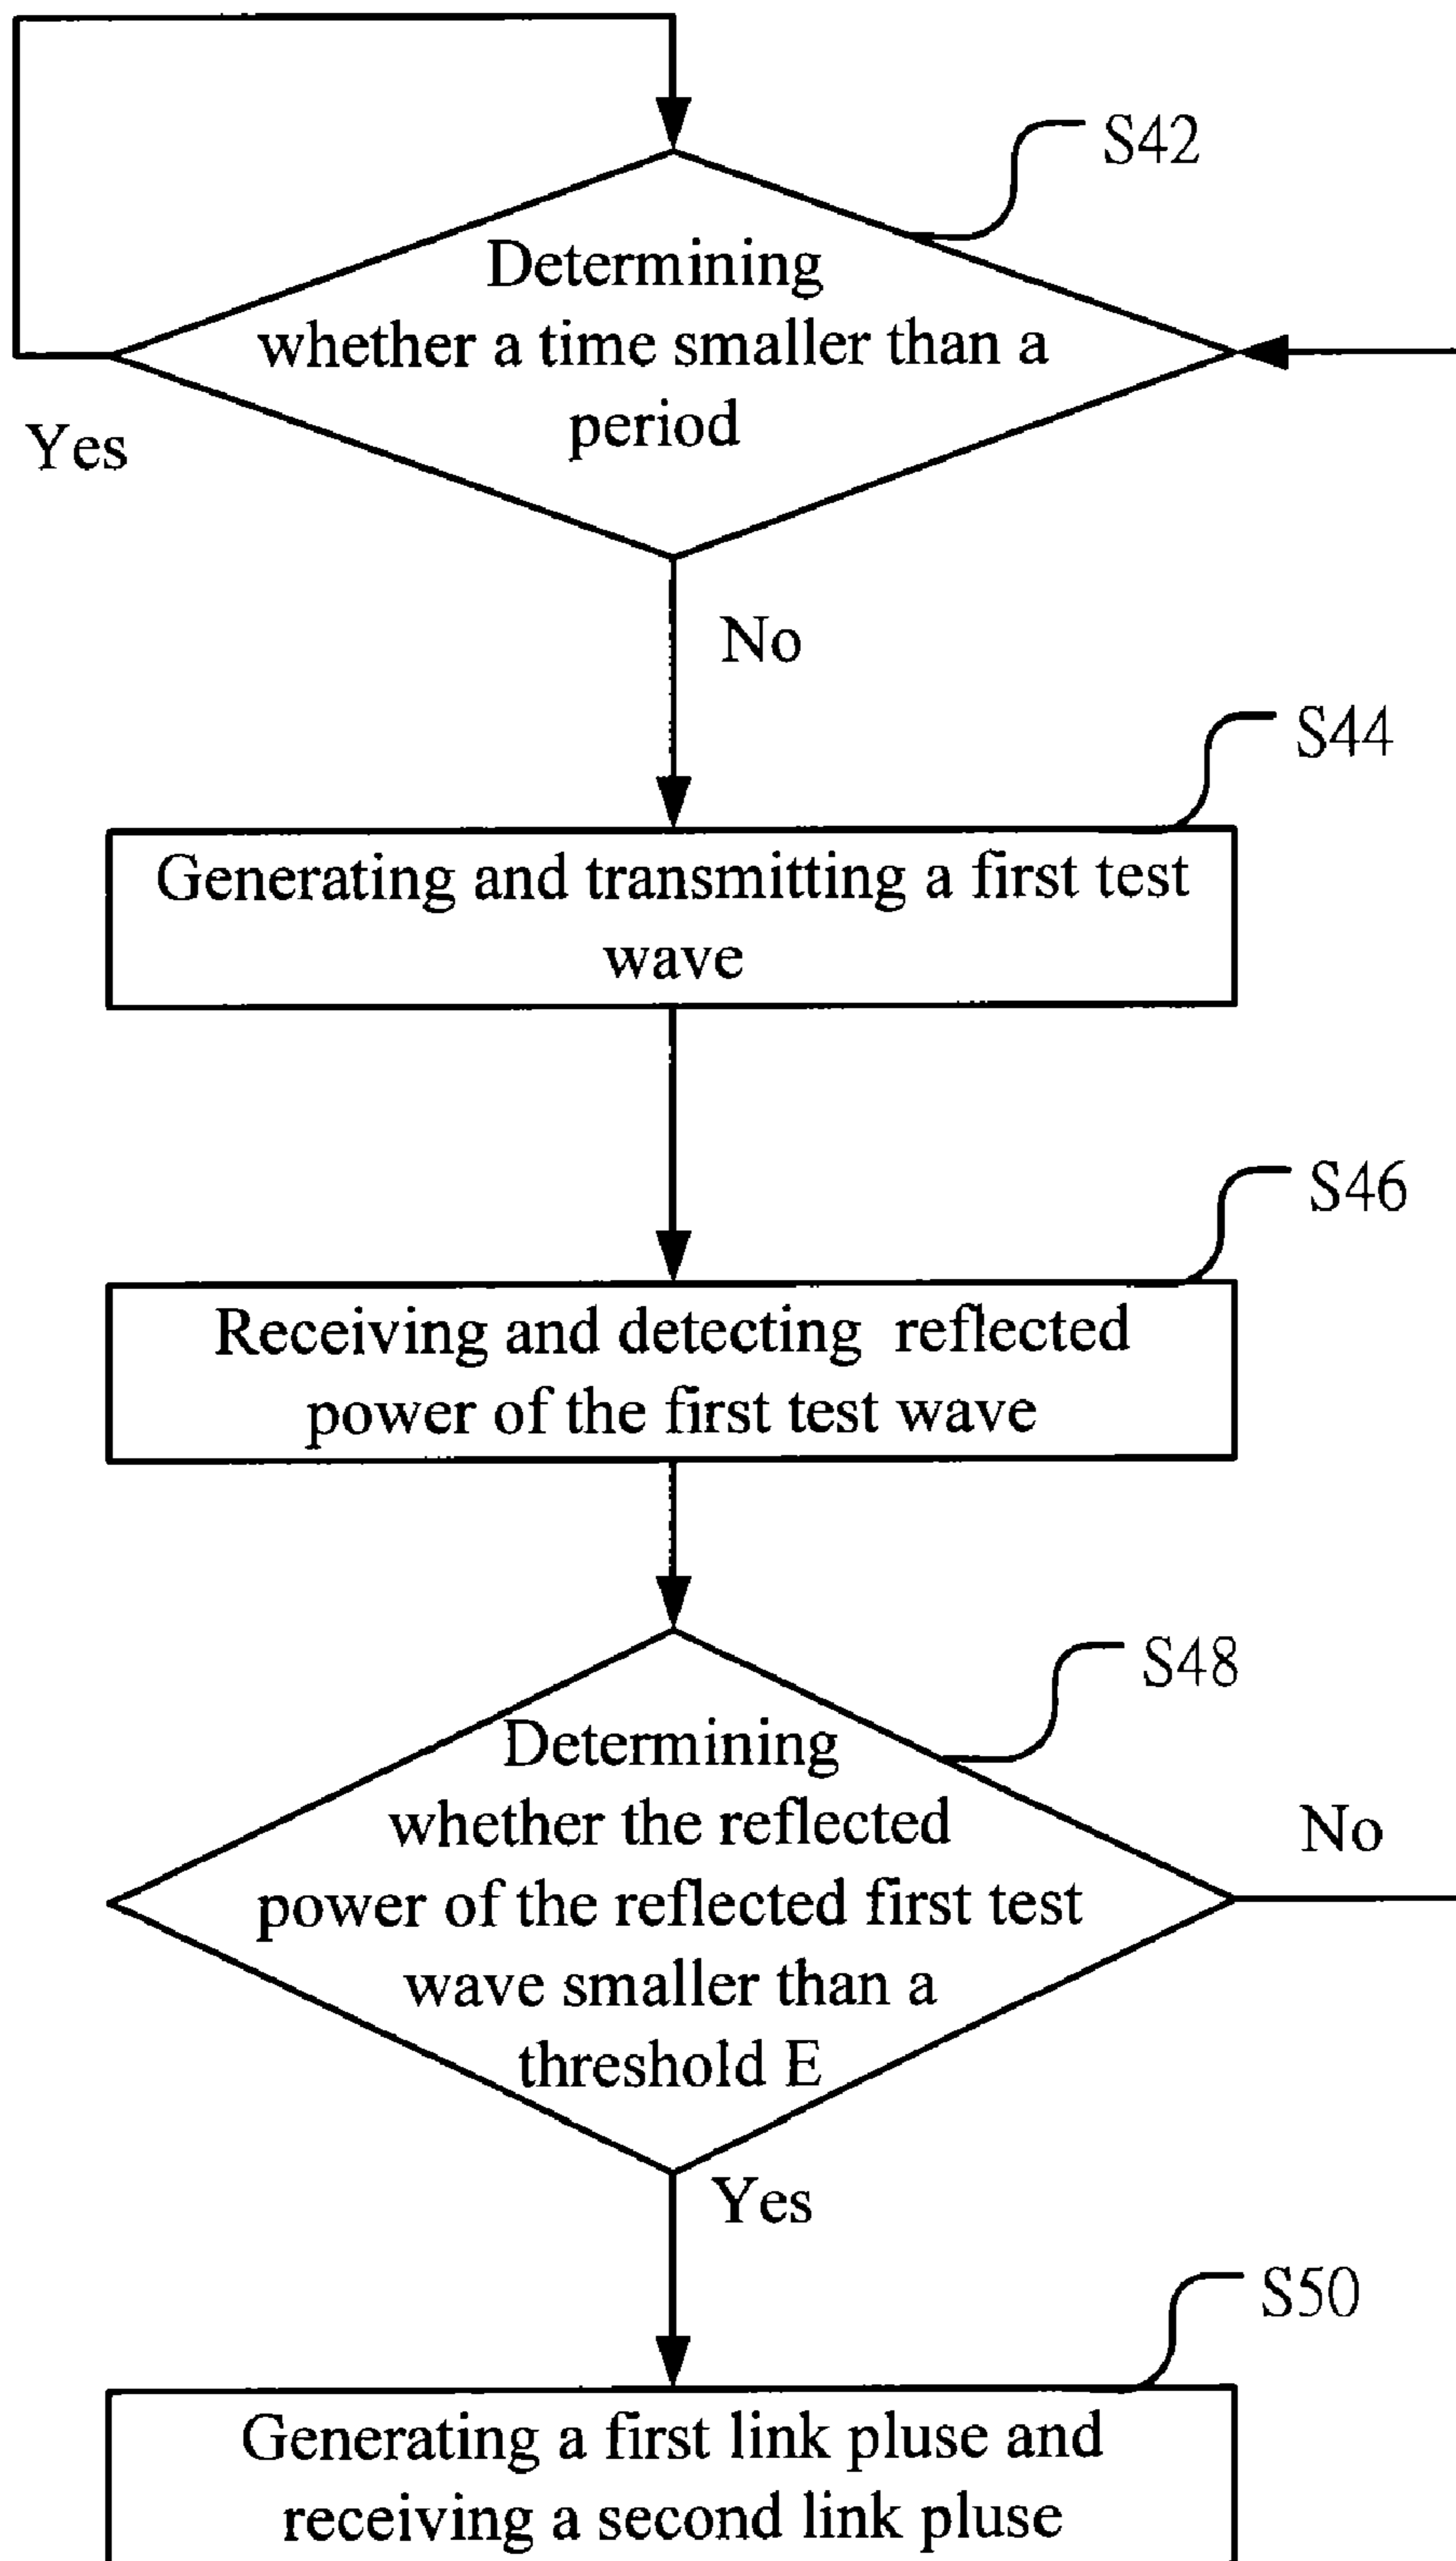 S42
Determining
whether a time smaller than a
period
Yes
No
S44
Generating and transmitting a first test
wave
S46
Receiving and detecting reflected
power of the first test wave
S48
Determining
whether the reflected
power of the reflected first test
wave smaller than a
threshold E
No
Yes
S50
Generating a first link pluse and
receiving a second link pluse